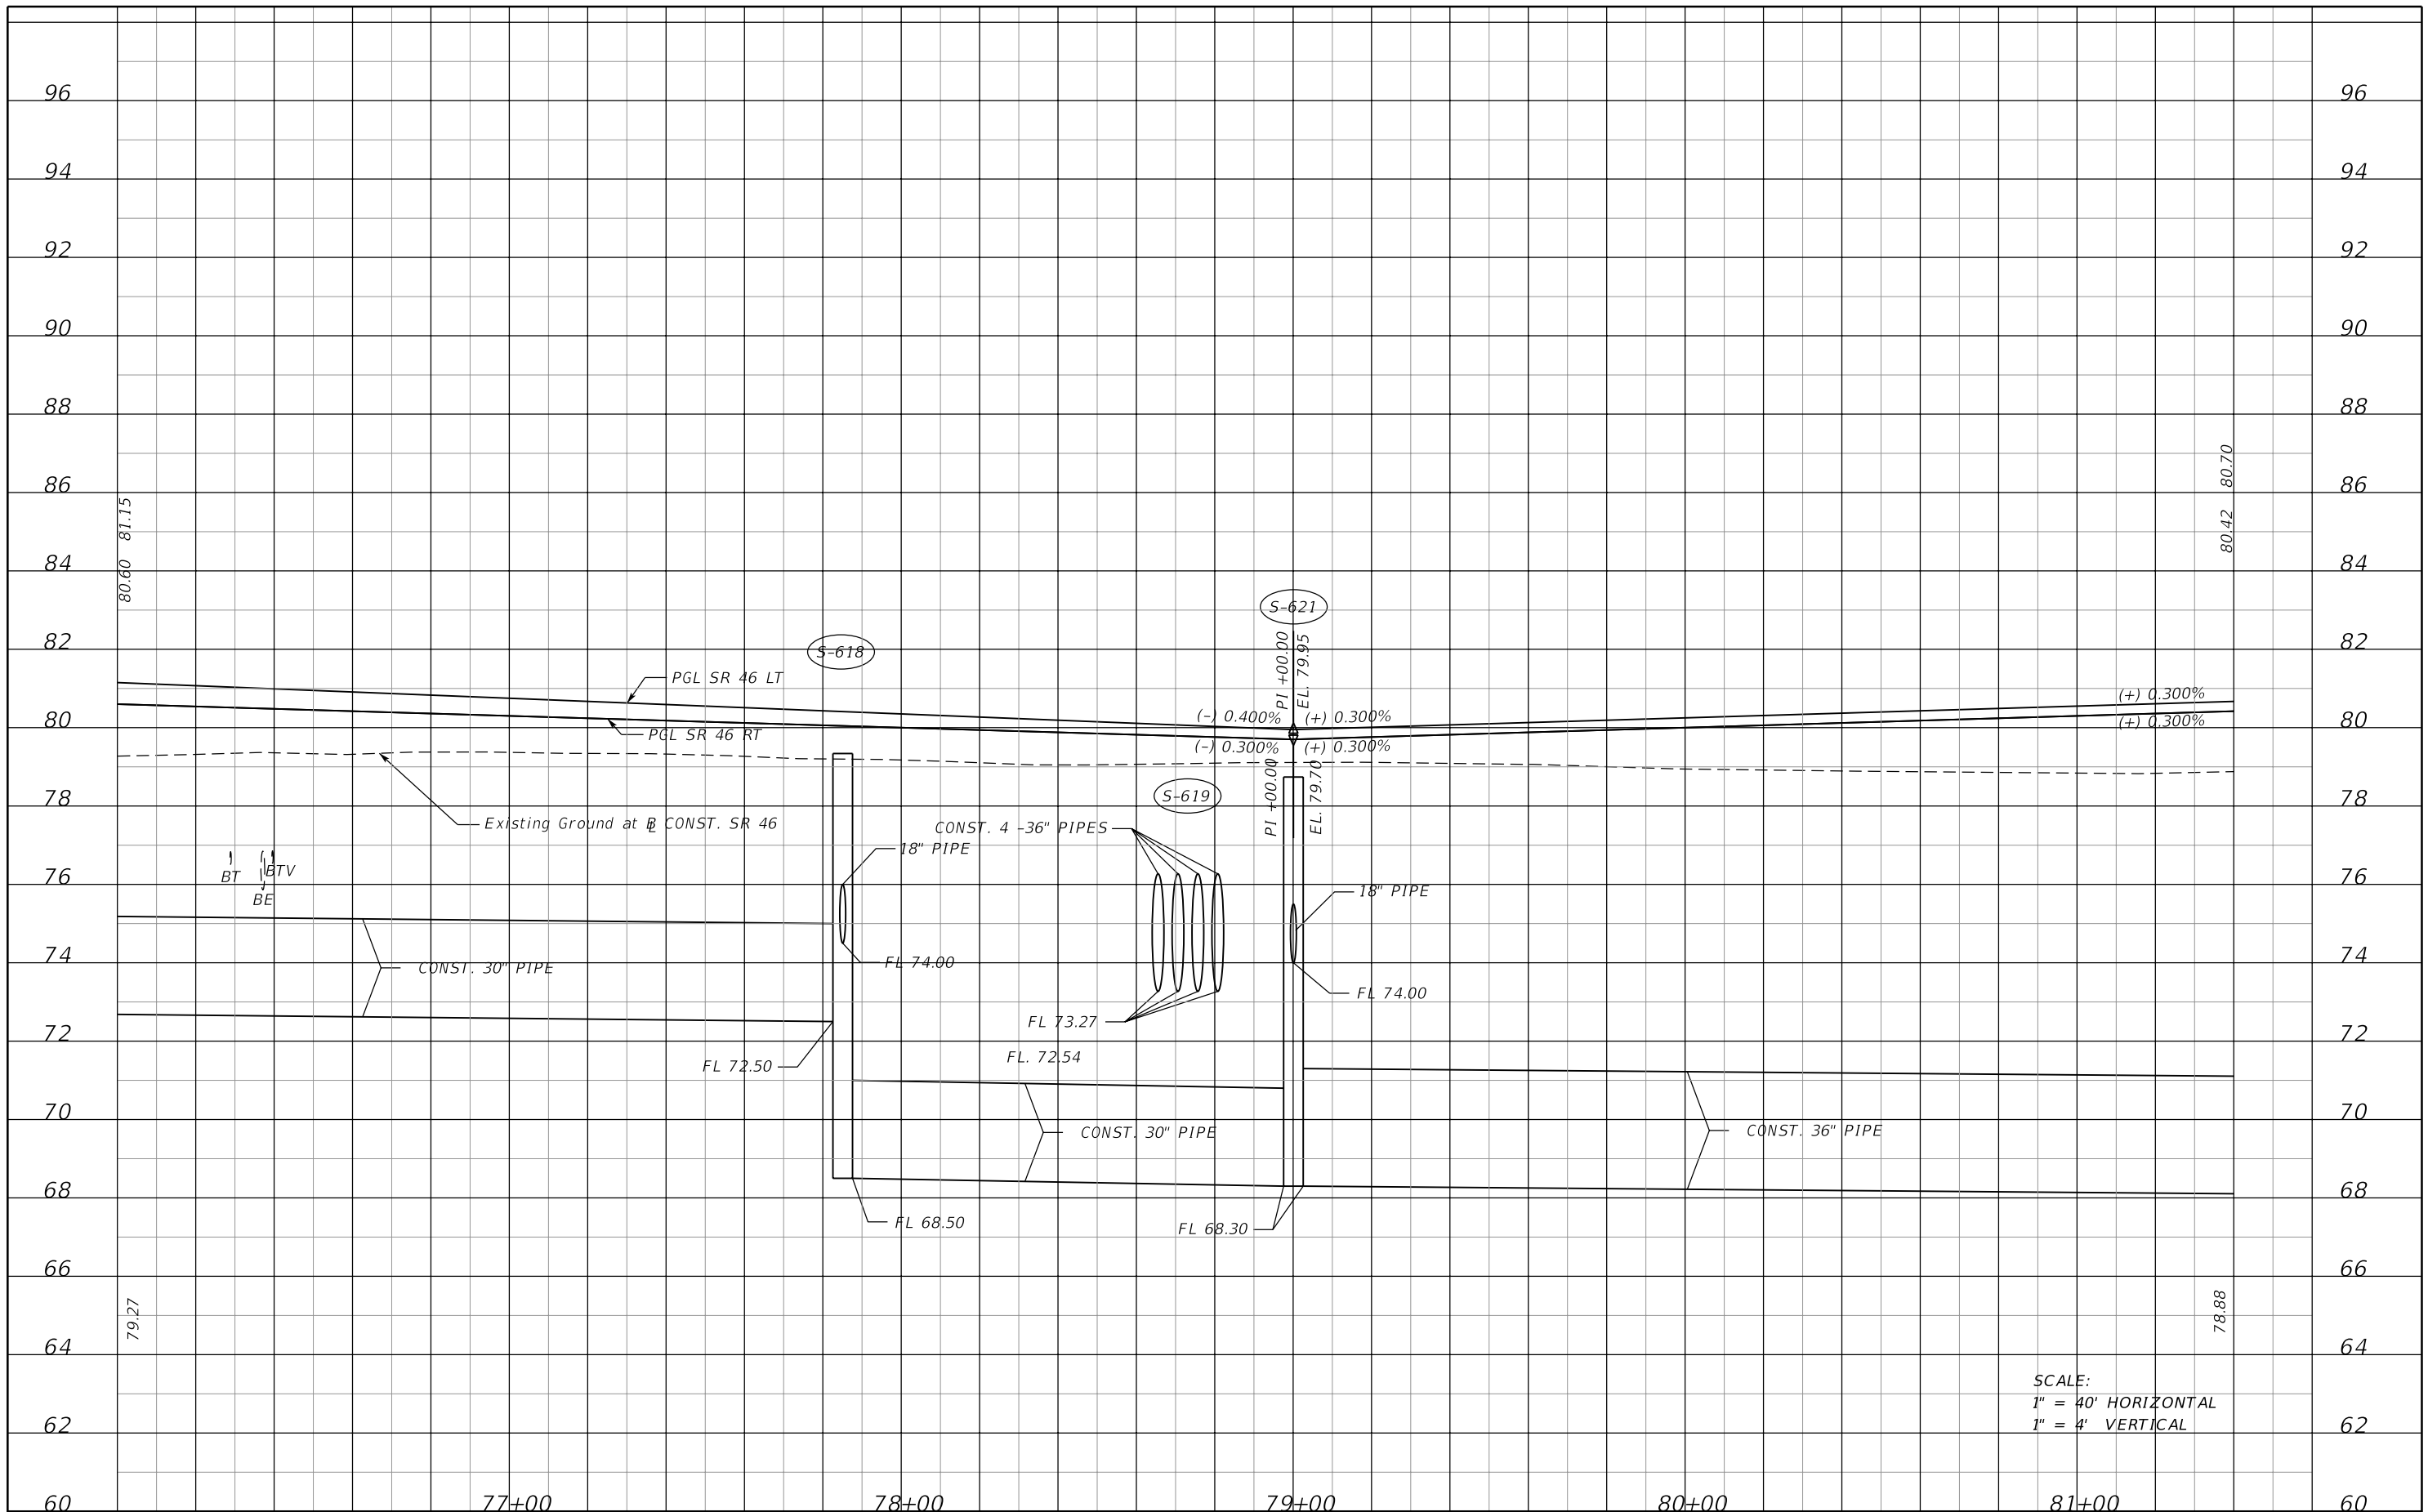 96 96
94 94
92 92
90 90
88 88
86 86
80.60 81.15
80.42 80.70
84 84
S-621
82 82
S-618
PI +00.00
EL. 79.95
PGL SR 46 LT
(-) 0.400% (+) 0.300%
(+) 0.300%
80 80
PGL SR 46 RT
(-) 0.300% (+) 0.300%
(+) 0.300%
PI +00.00
EL. 79.70
78 78
S-619
Existing Ground at B CONST. SR 46
CONST. 4 -36" PIPES
18" PIPE
BT BTV
BE
76 76
18" PIPE
74 74
CONST. 30" PIPE
FL 74.00
FL 74.00
FL 73.27
72 72
FL. 72.54
FL 72.50
70 70
CONST. 30" PIPE
CONST. 36" PIPE
68 68
FL 68.50
FL 68.30
66 66
79.27
78.88
64 64
SCALE:
1" = 40' HORIZONTAL
1" = 4' VERTICAL
62 62
60 77+00 78+00 79+00 80+00 81+00 60